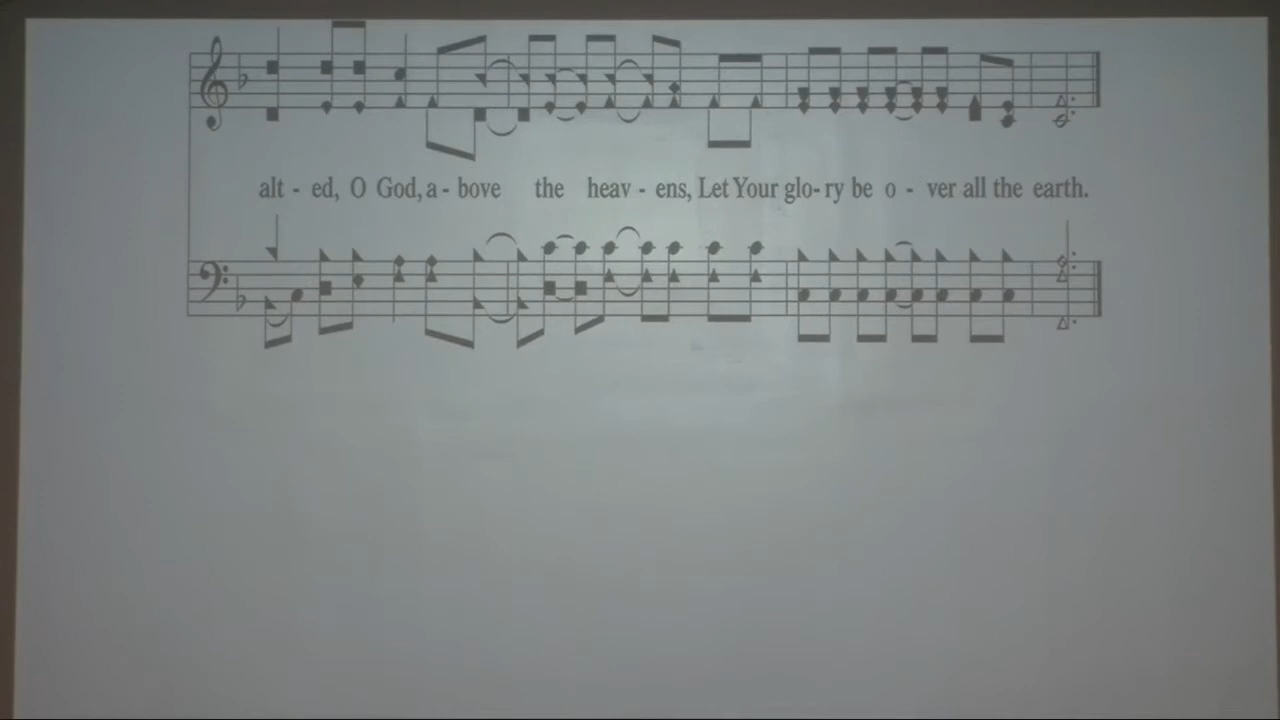 alt - ed, O God, a - bove the heav - ens, Let Your glo- ry be o - ver all the earth.